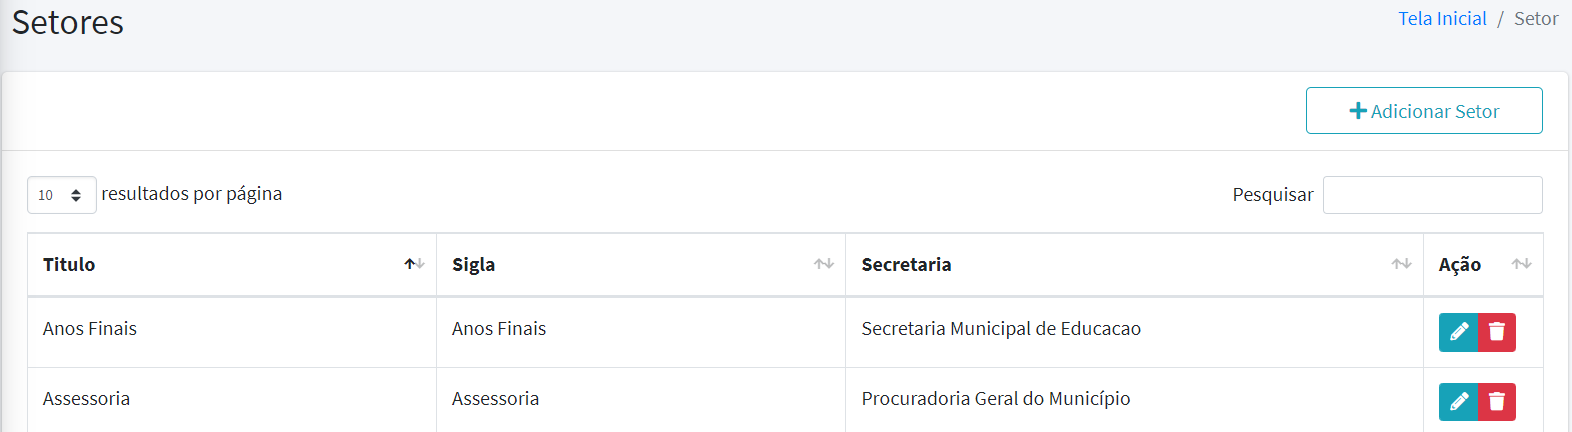 Setores
Tela Inicial / Setor
Adicionar Setor
10 resultados por página
Pesquisar
Titulo Sigla Secretaria Ação
Anos Finais Anos Finais Secretaria Municipal de Educacao
Assessoria Assessoria Procuradoria Geral do Município